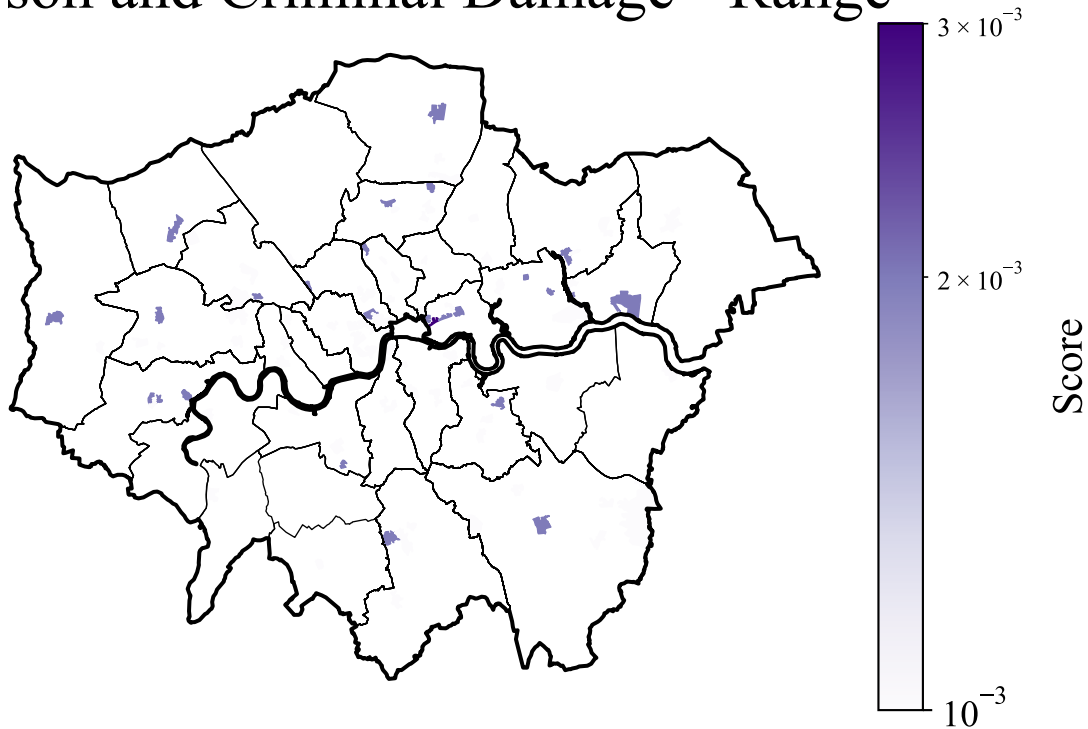 son and Criminal Damage - Range
3 × 10⁻³
2 × 10⁻³
Score
10⁻³